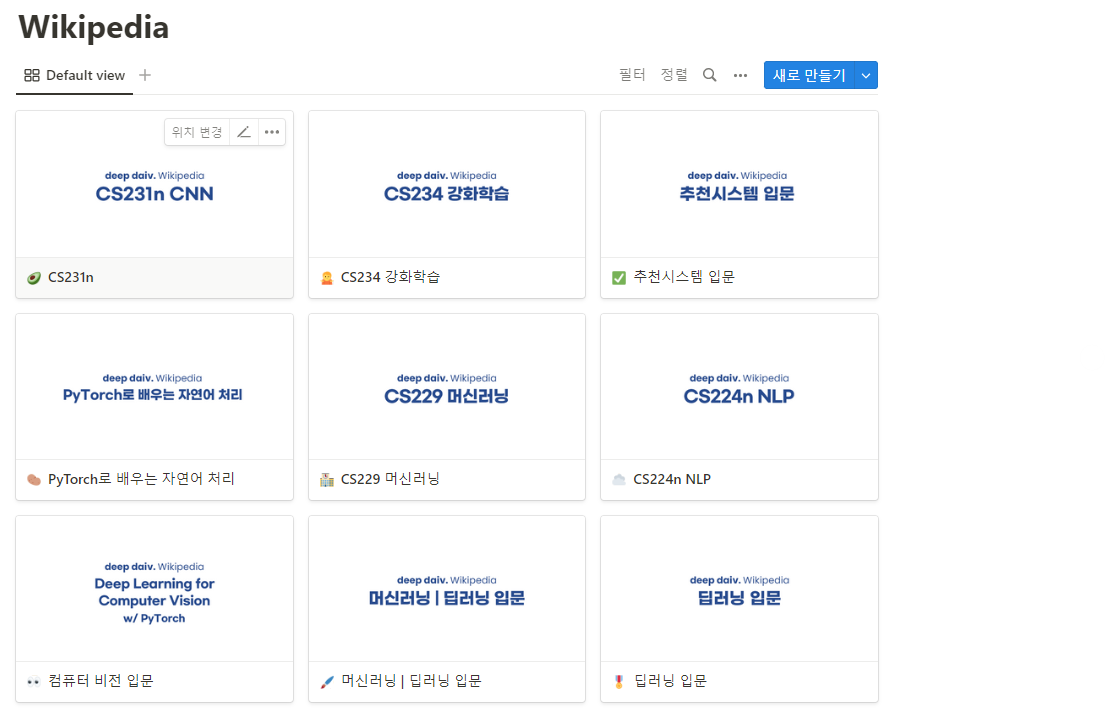 Wikipedia
Default view
필터 정렬 새로 만들기
위치 변경
deep daiv. Wikipedia
CS231n CNN
CS231n
deep daiv. Wikipedia
CS234 강화학습
CS234 강화학습
deep daiv. Wikipedia
추천시스템 입문
추천시스템 입문
deep daiv. Wikipedia
PyTorch로 배우는 자연어 처리
PyTorch로 배우는 자연어 처리
deep daiv. Wikipedia
CS229 머신러닝
CS229 머신러닝
deep daiv. Wikipedia
CS224n NLP
CS224n NLP
deep daiv. Wikipedia
Deep Learning for
Computer Vision
w/ PyTorch
컴퓨터 비전 입문
deep daiv. Wikipedia
머신러닝 | 딥러닝 입문
머신러닝 | 딥러닝 입문
deep daiv. Wikipedia
딥러닝 입문
딥러닝 입문